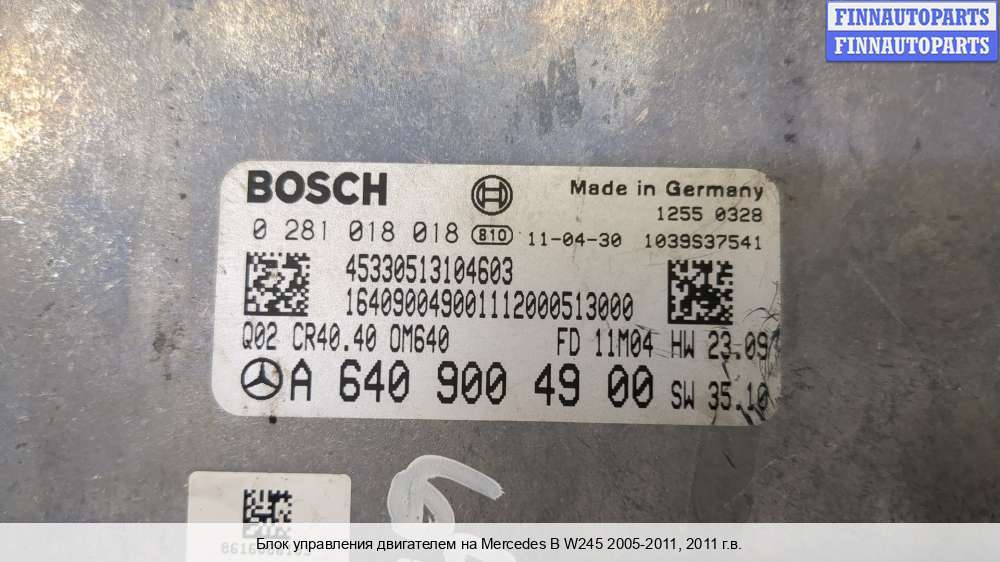 FINNAUTOPARTS
FINNAUTOPARTS
BOSCH Made in Germany
1255 0328
0 281 018 018 810 11-04-30 1039S37541
45330513104603
1640900490011112000513000
Q02 CR40.40 OM640 FD 11M04 HW 23.09
A 640 900 49 00 SW 35.10
Блок управления двигателем на Mercedes B W245 2005-2011, 2011 г.в.